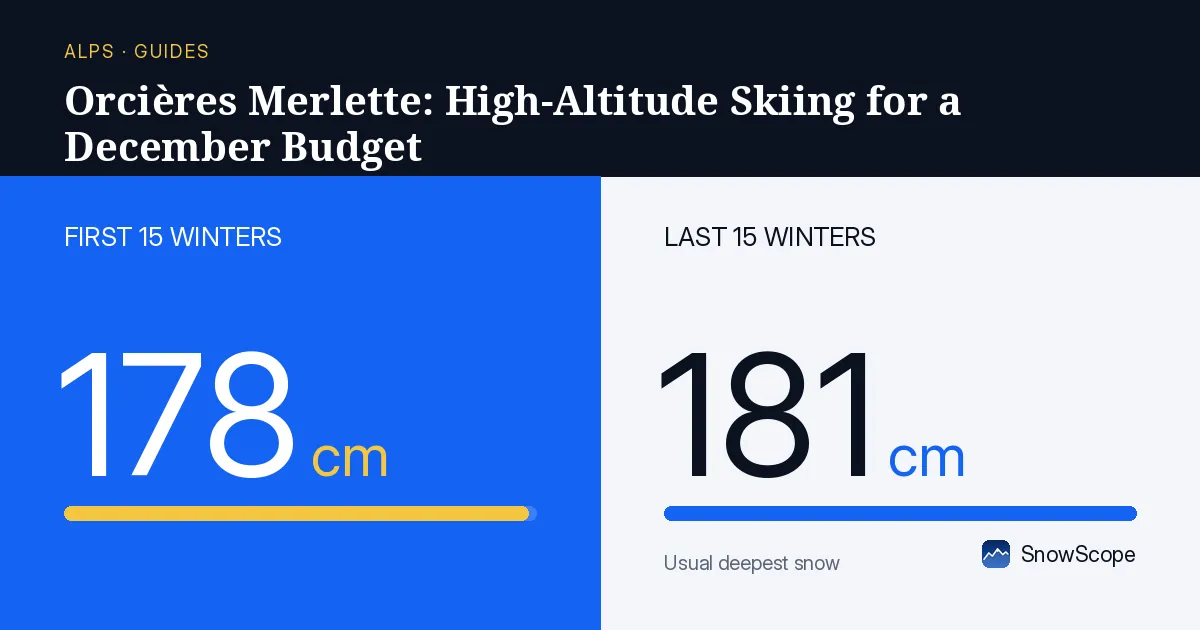 ALPS · GUIDES
Orcières Merlette: High-Altitude Skiing for a
December Budget
FIRST 15 WINTERS
178 cm
LAST 15 WINTERS
181 cm
Usual deepest snow
SnowScope